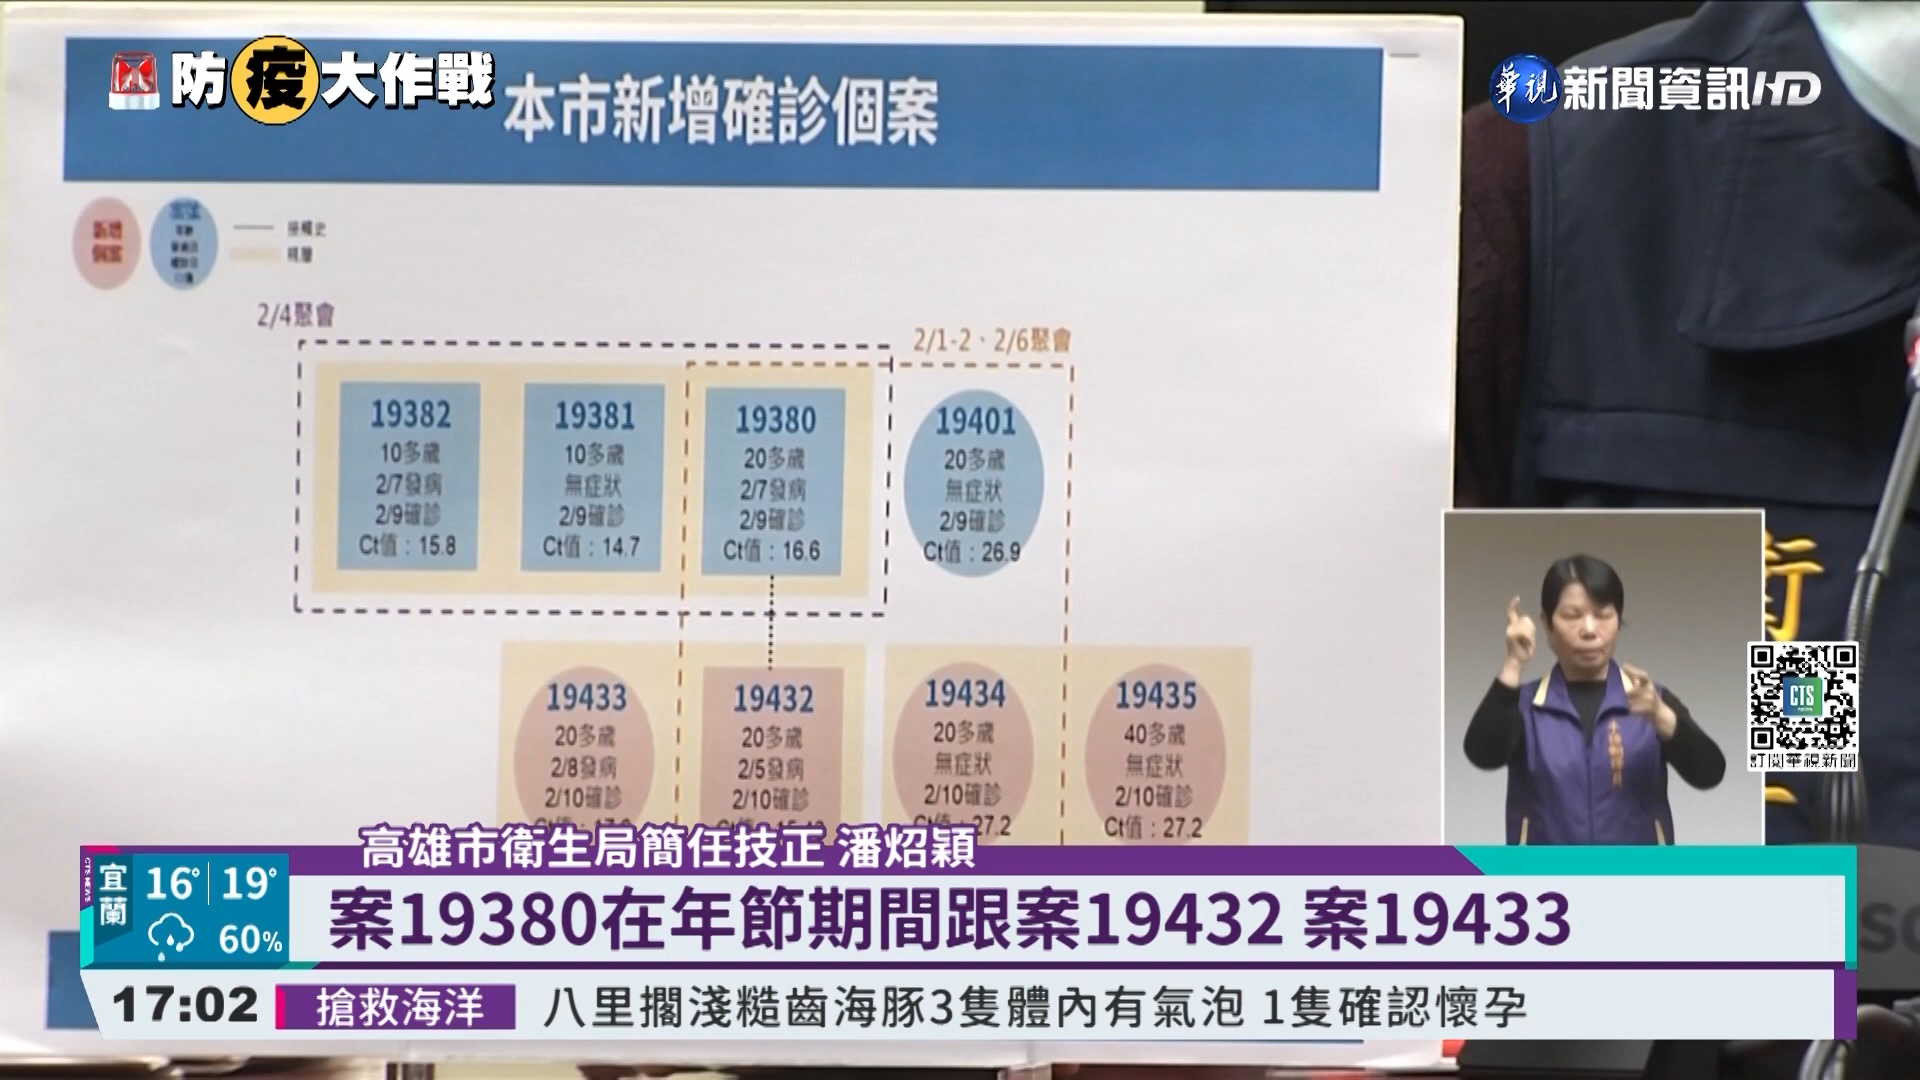 防疫大作戰
本市新增確診個案
華視新聞資訊HD
新增
個案
接觸史
2/4聚會
2/1-2、2/6聚會
19382
10多歲
2/7發病
2/9確診
Ct值：15.8
19381
10多歲
無症狀
2/9確診
Ct值：14.7
19380
20多歲
2/7發病
2/9確診
Ct值：16.6
19401
20多歲
無症狀
2/9確診
Ct值：26.9
19433
20多歲
2/8發病
2/10確診
19432
20多歲
2/5發病
2/10確診
19434
20多歲
無症狀
2/10確診
27.2
19435
40多歲
無症狀
2/10確診
Ct值：27.2
CTS
訂閱華視新聞
高雄市衛生局簡任技正 潘炤穎
宜蘭
16° 19°
60%
案19380在年節期間跟案19432 案19433
17:02
搶救海洋
八里擱淺糙齒海豚3隻體內有氣泡 1隻確認懷孕